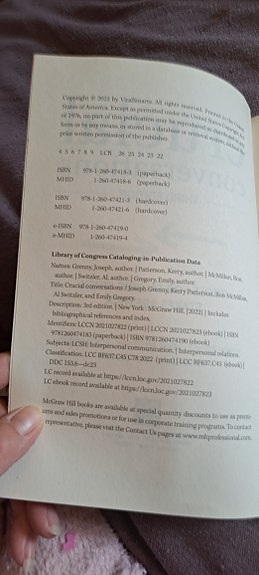 Copyright © 2022 by VitalSmarts. All rights reserved. Printed in the United
States of America. Except as permitted under the United States Copyright Act
of 1976, no part of this publication may be reproduced or distributed in any
form or by any means, or stored in a database or retrieval system, without the
prior written permission of the publisher.
4 5 6 7 8 9 LCR 26 25 24 23 22
ISBN 978-1-260-47418-3 (paperback)
MHID 1-260-47418-6 (paperback)
ISBN 978-1-260-47421-3 (hardcover)
MHID 1-260-47421-6 (hardcover)
e-ISBN 978-1-260-47419-0
e-MHID 1-260-47419-4
Library of Congress Cataloging-in-Publication Data
Names: Grenny, Joseph, author. | Patterson, Kerry, author. | McMillan, Ron,
author. | Switzler, Al, author. | Gregory, Emily, author.
Title: Crucial conversations / Joseph Grenny, Kerry Patterson, Ron McMillan,
Al Switzler, and Emily Gregory.
Description: 3rd edition. | New York : McGraw Hill, [2022] | Includes
bibliographical references and index.
Identifiers: LCCN 2021027822 (print) | LCCN 2021027823 (ebook) | ISBN
9781260474183 (paperback) | ISBN 9781260474190 (ebook)
Subjects: LCSH: Interpersonal communication. | Interpersonal relations.
Classification: LCC BF637.C45 C78 2022 (print) | LCC BF637.C45 (ebook) |
DDC 153.6—dc23
LC record available at https://lccn.loc.gov/2021027822
LC ebook record available at https://lccn.loc.gov/2021027823
McGraw Hill books are available at special quantity discounts to use as premi-
ums and sales promotions or for use in corporate training programs. To contact
a representative, please visit the Contact Us pages at www.mhprofessional.com.